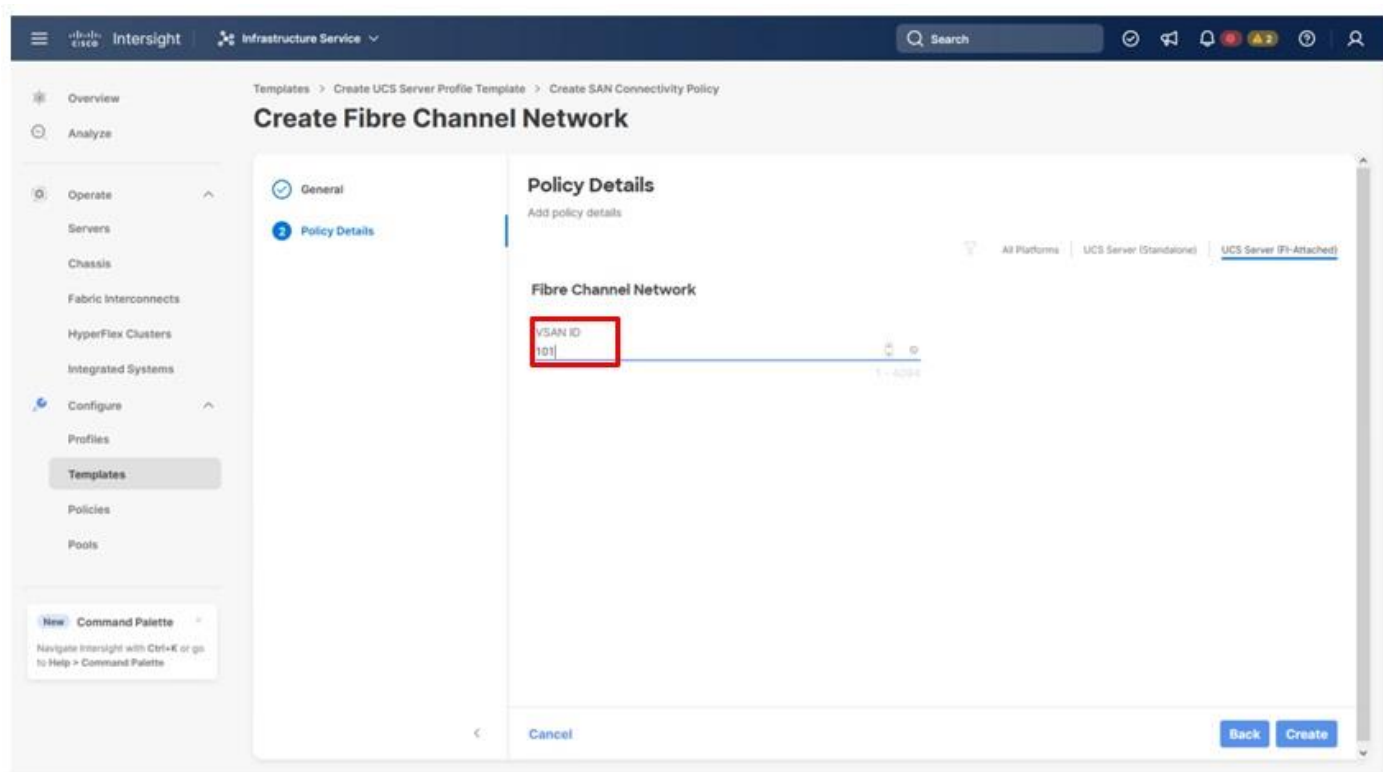 cisco Intersight Infrastructure Service Search 2
Overview
Analyze
Operate
Servers
Chassis
Fabric Interconnects
HyperFlex Clusters
Integrated Systems
Configure
Profiles
Templates
Policies
Pools
New Command Palette
Navigate Intersight with Ctrl+K or go
to Help > Command Palette
Templates > Create UCS Server Profile Template > Create SAN Connectivity Policy
Create Fibre Channel Network
General
2 Policy Details
Policy Details
Add policy details
All Platforms UCS Server (Standalone) UCS Server (FI-Attached)
Fibre Channel Network
VSAN ID
101
Cancel Back Create